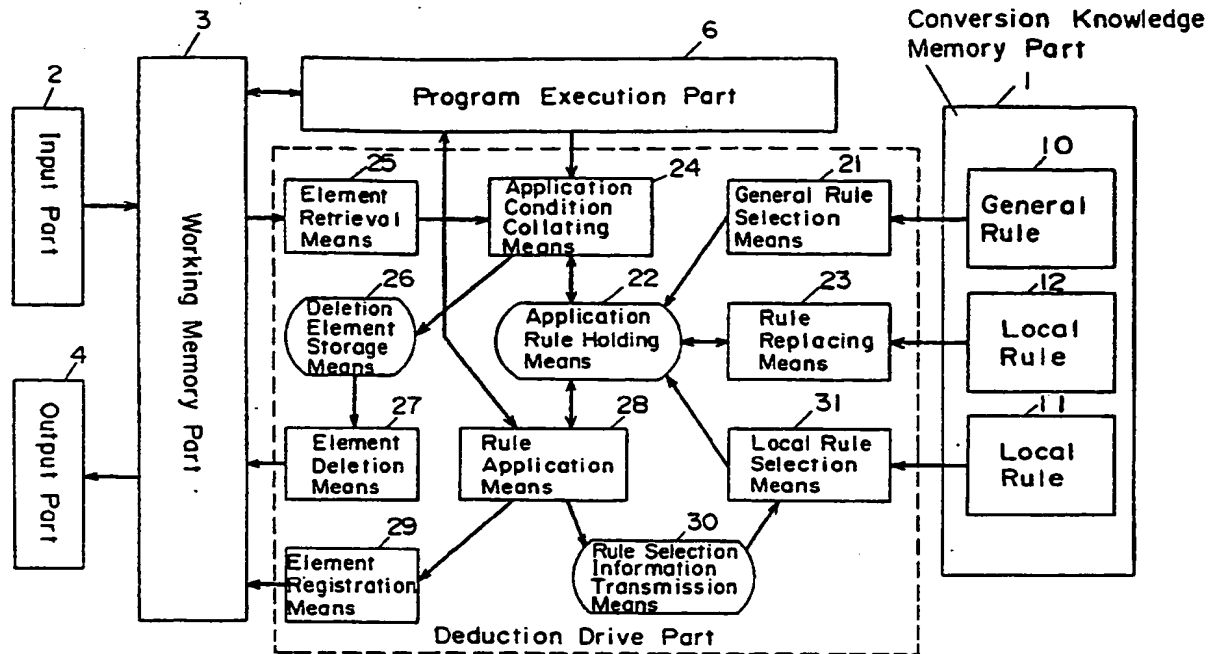 Conversion Knowledge
Memory Part
3
6
2
1
Program Execution Part
Input Part
Working Memory Part
25
Element
Retrieval
Means
24
Application
Condition
Collating
Means
21
General Rule
Selection
Means
10
General
Rule
26
Deletion
Element
Storage
Means
22
Application
Rule Holding
Means
23
Rule
Replacing
Means
12
Local
Rule
4
Output Part
27
Element
Deletion
Means
28
Rule
Application
Means
31
Local Rule
Selection
Means
11
Local
Rule
29
Element
Registration
Means
30
Rule Selection
Information
Transmission
Means
Deduction Drive Part